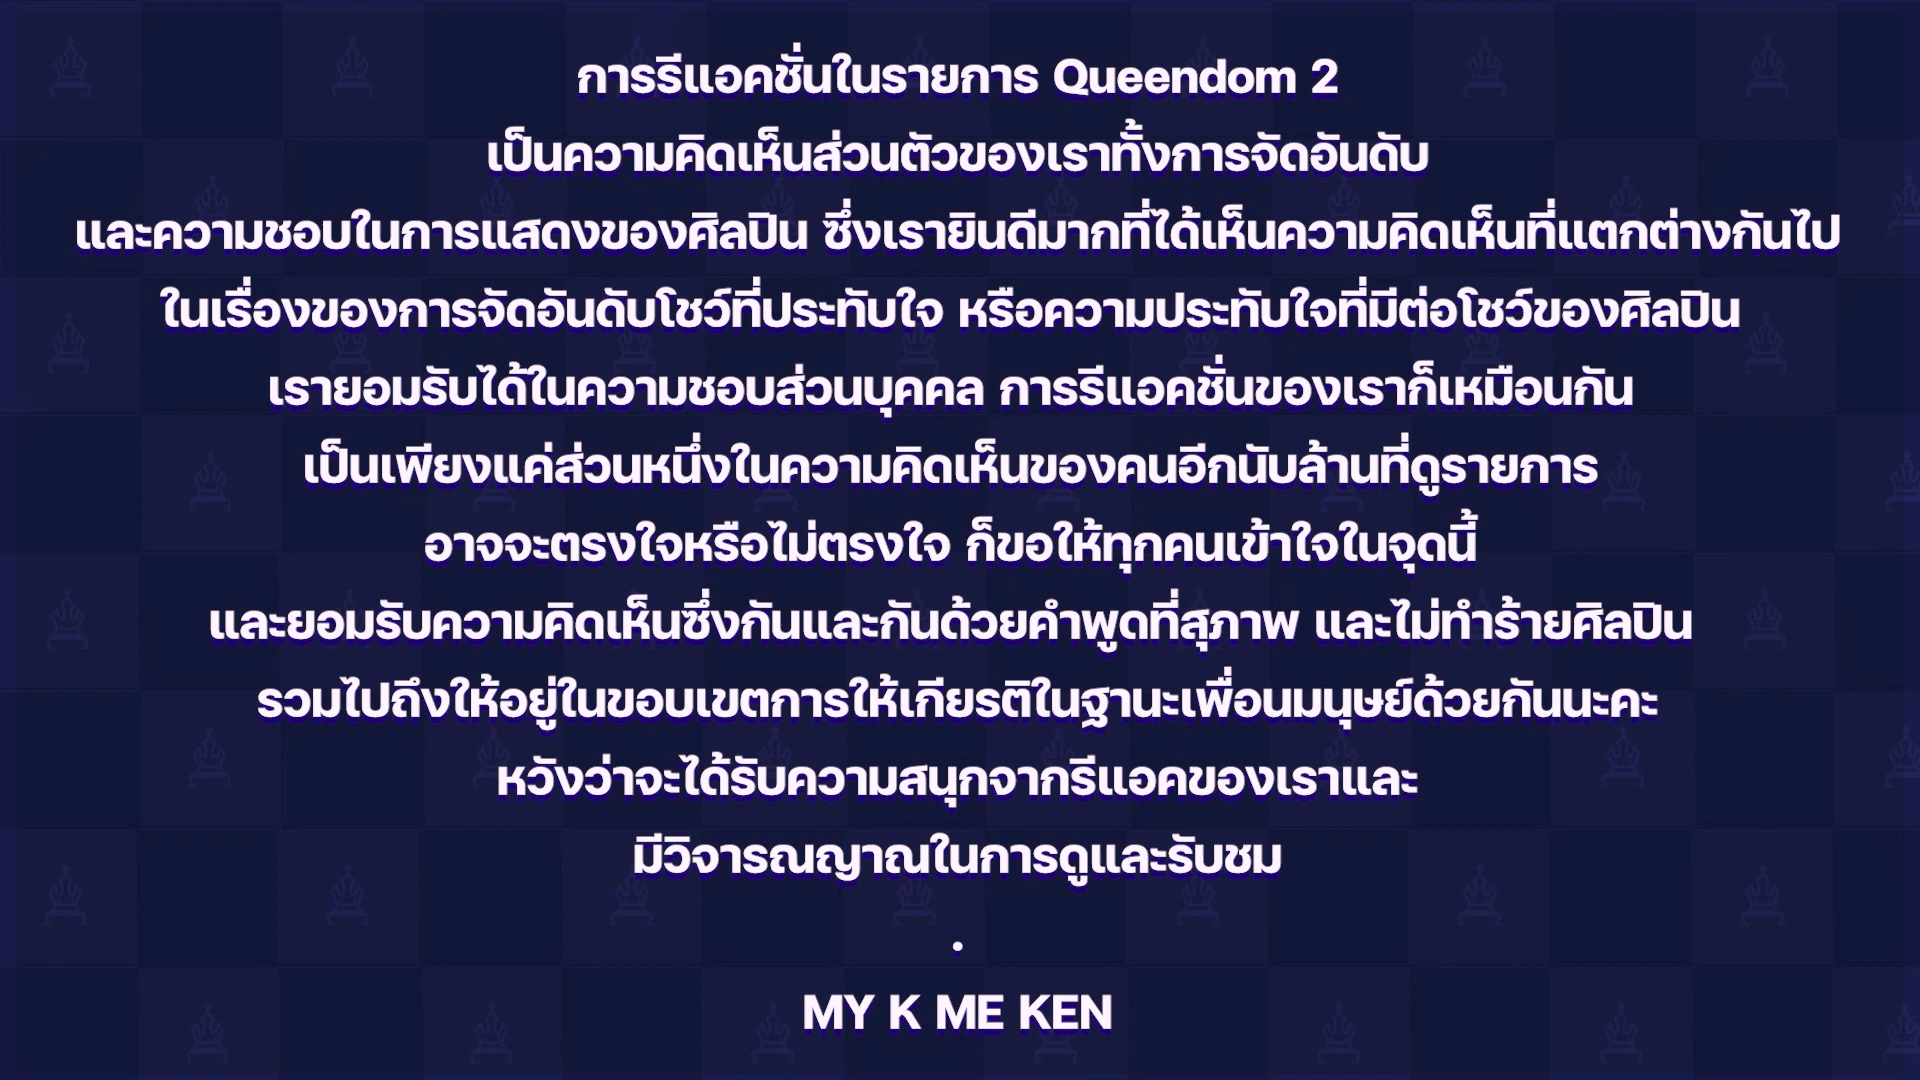 การรีแอคชั่นในรายการ Queendom 2
เป็นความคิดเห็นส่วนตัวของเราทั้งการจัดอันดับ
และความชอบในการแสดงของศิลปิน ซึ่งเรายินดีมากที่ได้เห็นความคิดเห็นที่แตกต่างกันไป
ในเรื่องของการจัดอันดับโชว์ที่ประทับใจ หรือความประทับใจที่มีต่อโชว์ของศิลปิน
เรายอมรับได้ในความชอบส่วนบุคคล การรีแอคชั่นของเราก็เหมือนกัน
เป็นเพียงแค่ส่วนหนึ่งในความคิดเห็นของคนอีกนับล้านที่ดูรายการ
อาจจะตรงใจหรือไม่ตรงใจ ก็ขอให้ทุกคนเข้าใจในจุดนี้
และยอมรับความคิดเห็นซึ่งกันและกันด้วยคำพูดที่สุภาพ และไม่ทำร้ายศิลปิน
รวมไปถึงให้อยู่ในขอบเขตการให้เกียรติในฐานะเพื่อนมนุษย์ด้วยกันนะคะ
หวังว่าจะได้รับความสนุกจากรีแอคของเราและ
มีวิจารณญาณในการดูและรับชม
.
MY K ME KEN